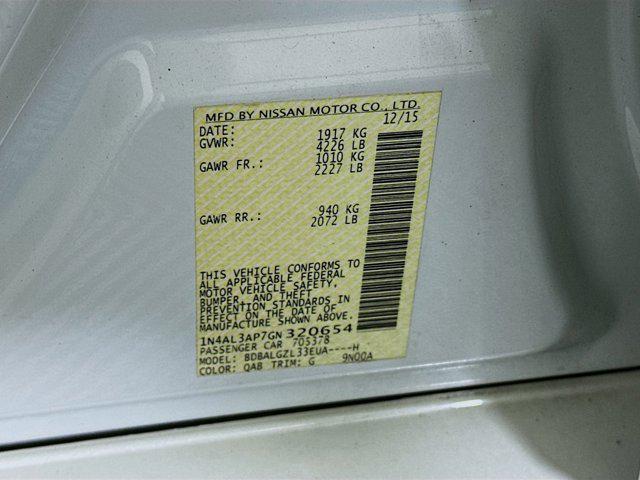 MFD BY NISSAN MOTOR CO., LTD.
DATE: 12/15
GVWR: 1917 KG
4226 LB
GAWR FR.: 1010 KG
2227 LB
GAWR RR.: 940 KG
2072 LB
THIS VEHICLE CONFORMS TO
ALL APPLICABLE FEDERAL
MOTOR VEHICLE SAFETY,
BUMPER, AND THEFT
PREVENTION STANDARDS IN
EFFECT ON THE DATE OF
MANUFACTURE SHOWN ABOVE.
1N4AL3AP7GN320654
PASSENGER CAR 705378
MODEL: BDBALGZL33EUA----H
COLOR: QAB TRIM: G 9N00A